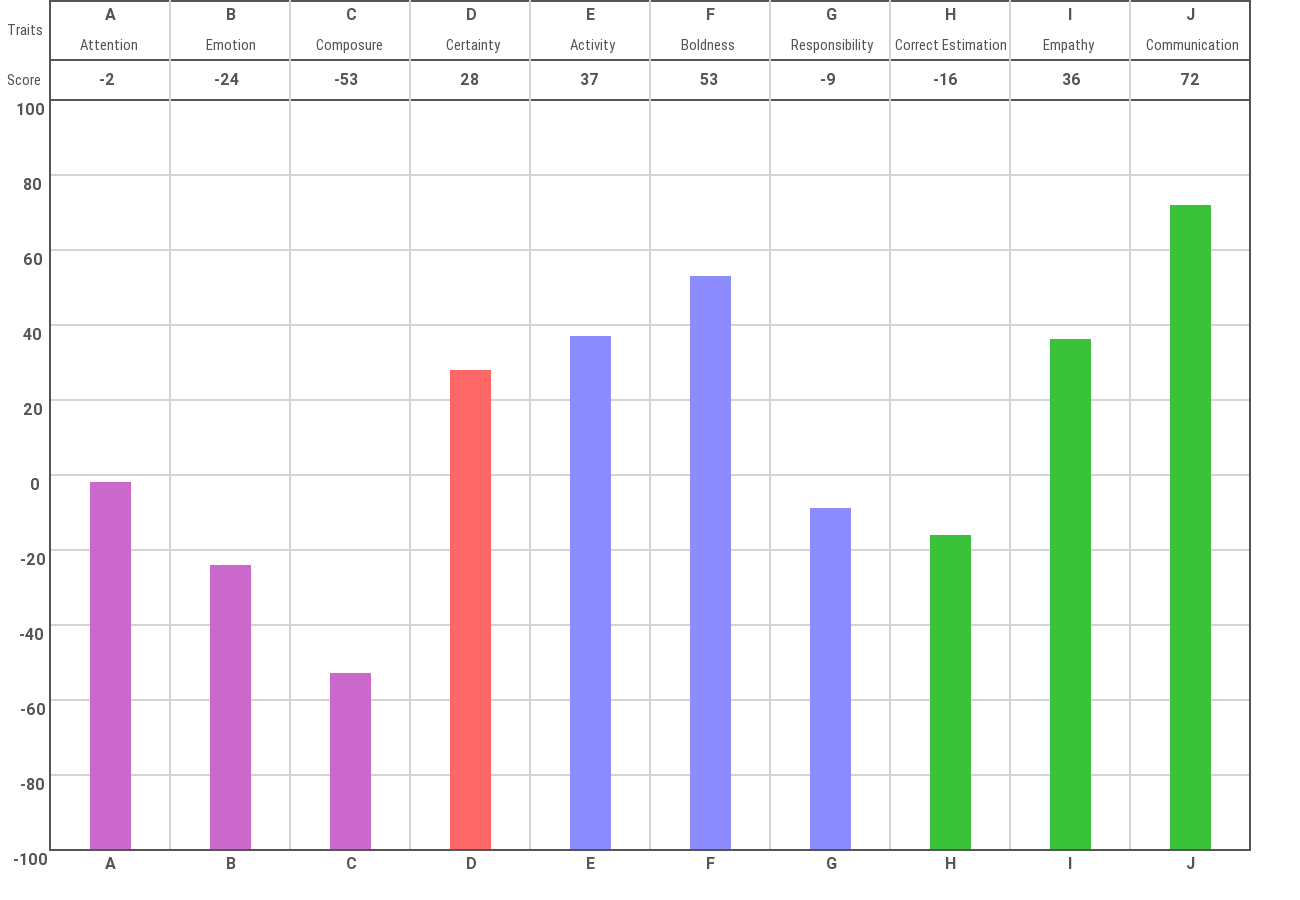 Traits A B C D E F G H I J
Attention Emotion Composure Certainty Activity Boldness Responsibility Correct Estimation Empathy Communication
Score -2 -24 -53 28 37 53 -9 -16 36 72
100
80
60
40
20
0
-20
-40
-60
-80
-100
A B C D E F G H I J